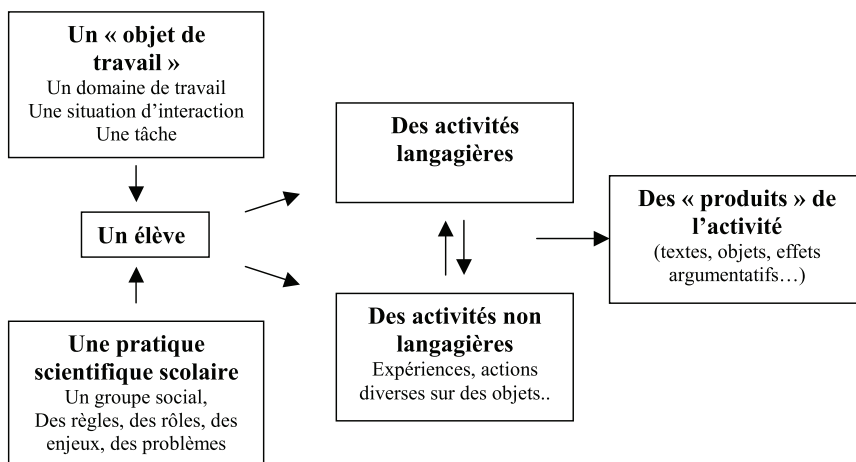 Un « objet de
travail »
Un domaine de travail
Une situation d’interaction
Une tâche
Un élève
Une pratique
scientifique scolaire
Un groupe social,
Des règles, des rôles, des
enjeux, des problèmes
Des activités
langagières
Des activités non
langagières
Expériences, actions
diverses sur des objets..
Des « produits » de
l’activité
(textes, objets, effets
argumentatifs…)